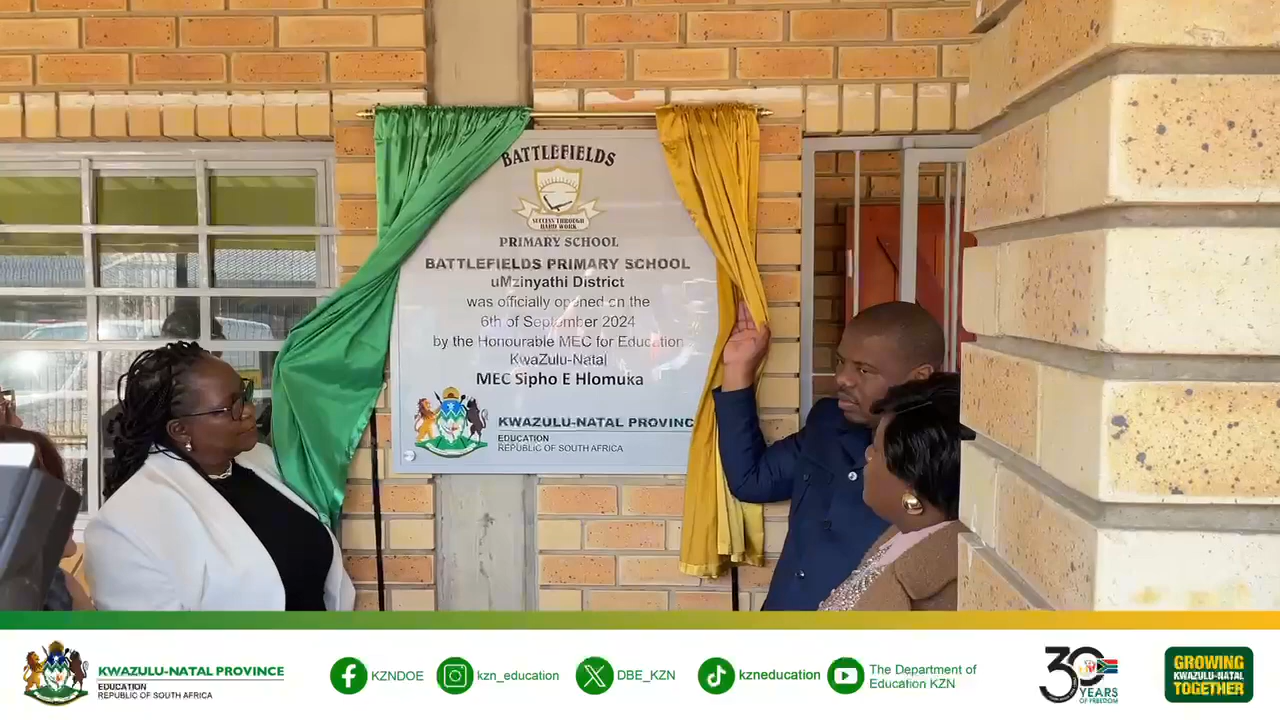 BATTLEFIELDS
SUCCESS THROUGH
HARD WORK
PRIMARY SCHOOL
BATTLEFIELDS PRIMARY SCHOOL
uMzinyathi District
was officially opened on the
6th of September 2024
by the Honourable MEC for Education
KwaZulu-Natal
MEC Sipho E Hlomuka
KWAZULU-NATAL PROVINC
EDUCATION
REPUBLIC OF SOUTH AFRICA
KWAZULU-NATAL PROVINCE
EDUCATION
REPUBLIC OF SOUTH AFRICA
KZNDOE
kzn_education
DBE_KZN
kzneducation
The Department of
Education KZN
30
YEARS
OF FREEDOM
GROWING
KWAZULU-NATAL
TOGETHER